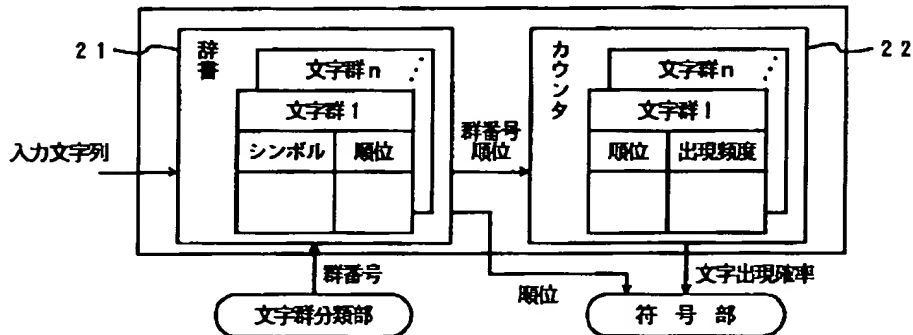 21
辞書
文字群n
文字群1
シンボル 順位
入力文字列
群番号
順位
22
カウンタ
文字群n
文字群1
順位 出現頻度
群番号
順位
文字出現確率
文字群分類部
符号部